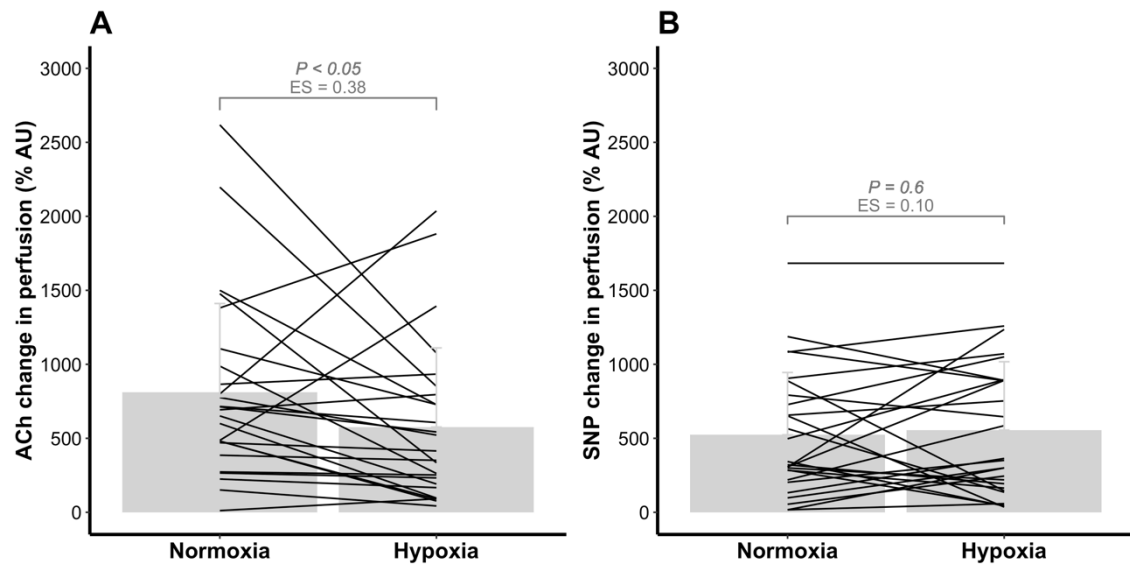 A
ACh change in perfusion (% AU)
3000
2500
2000
1500
1000
500
0
P < 0.05
ES = 0.38
Normoxia
Hypoxia
B
SNP change in perfusion (% AU)
3000
2500
2000
1500
1000
500
0
P = 0.6
ES = 0.10
Normoxia
Hypoxia